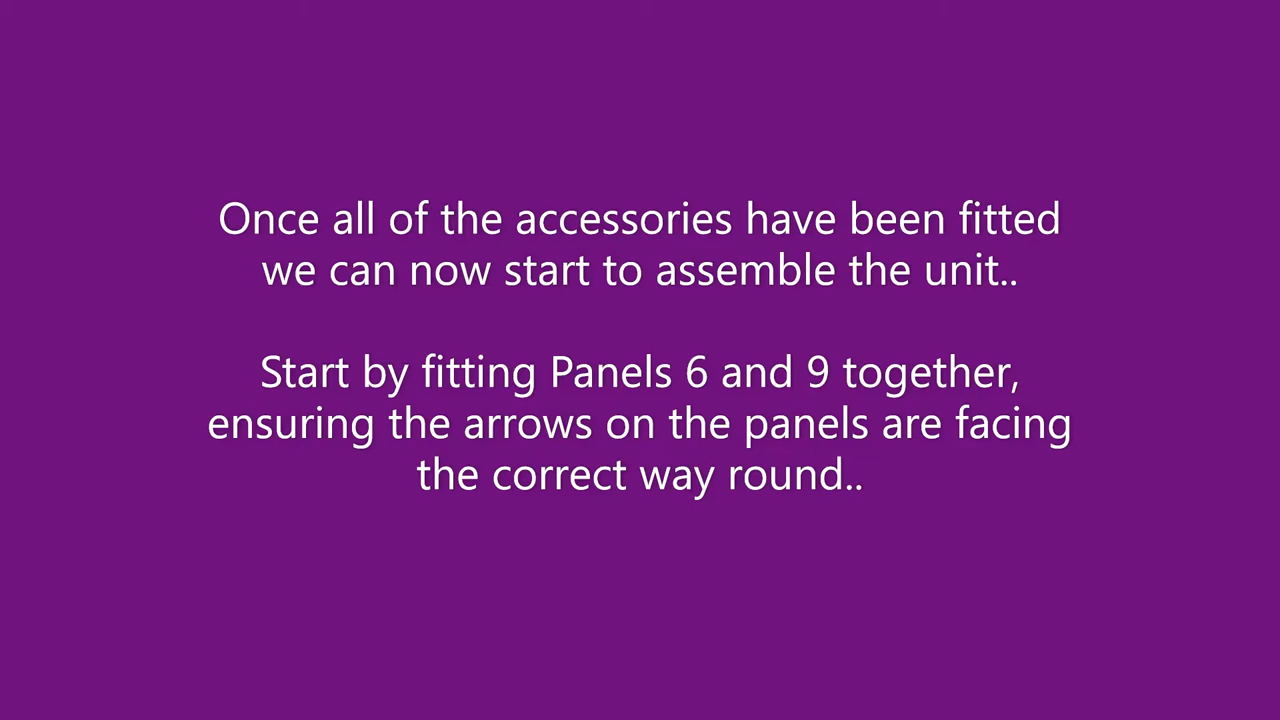 Once all of the accessories have been fitted
we can now start to assemble the unit..
Start by fitting Panels 6 and 9 together,
ensuring the arrows on the panels are facing
the correct way round..